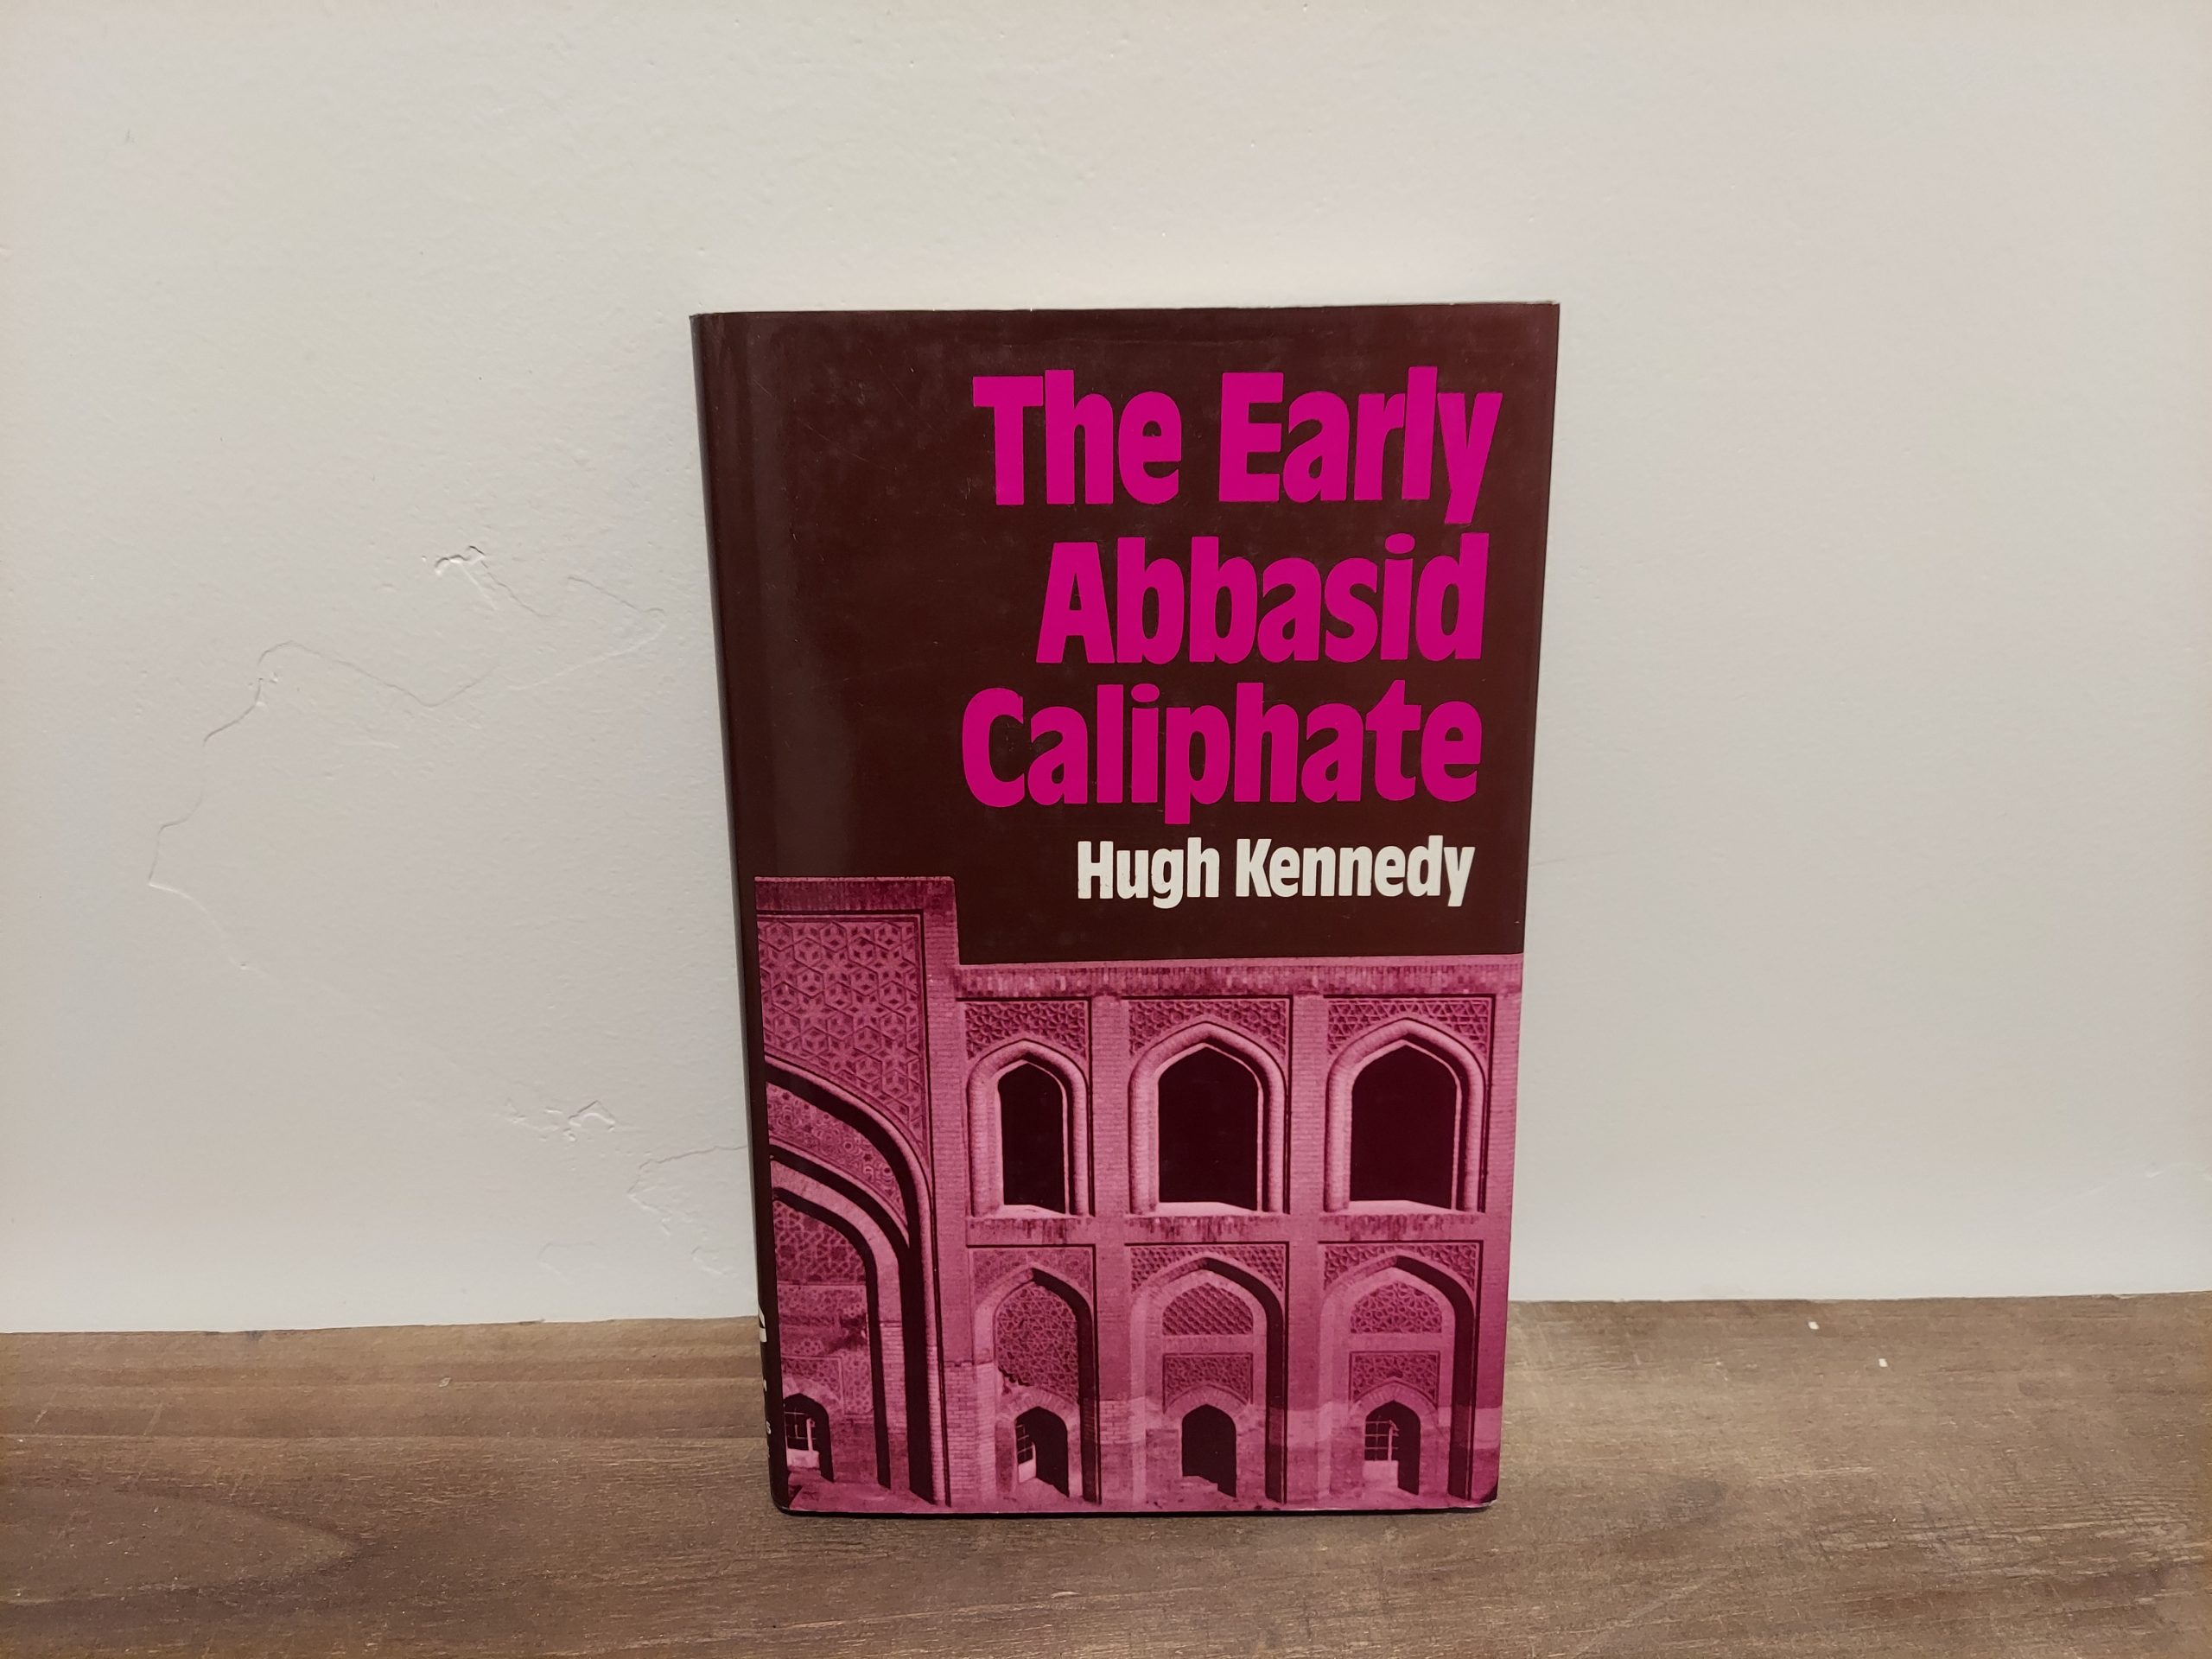 The Early
Abbasid
Caliphate
Hugh Kennedy